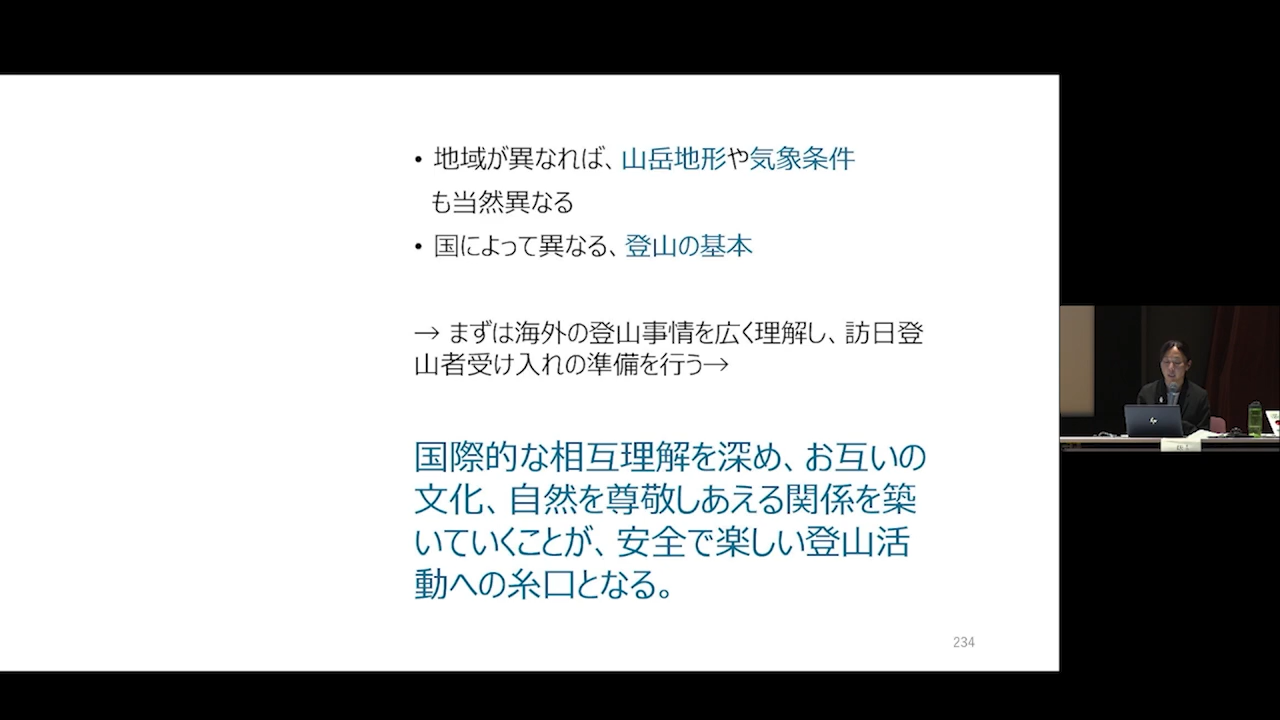 • 地域が異なれば、山岳地形や気象条件
も当然異なる
• 国によって異なる、登山の基本
→ まずは海外の登山事情を広く理解し、訪日登
山者受け入れの準備を行う→
国際的な相互理解を深め、お互いの
文化、自然を尊敬しあえる関係を築
いていくことが、安全で楽しい登山活
動への糸口となる。
234